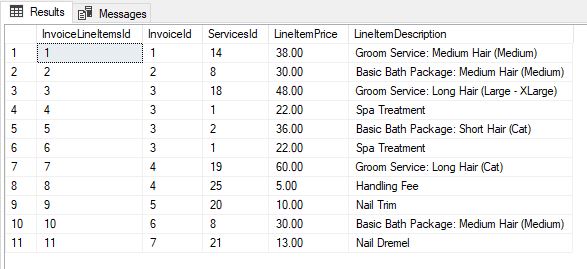 Results Messages
InvoiceLineItemsId InvoiceId ServicesId LineItemPrice LineItemDescription
1 1 1 14 38.00 Groom Service: Medium Hair (Medium)
2 2 2 8 30.00 Basic Bath Package: Medium Hair (Medium)
3 3 3 18 48.00 Groom Service: Long Hair (Large - XLarge)
4 4 3 1 22.00 Spa Treatment
5 5 3 2 36.00 Basic Bath Package: Short Hair (Cat)
6 6 3 1 22.00 Spa Treatment
7 7 4 19 60.00 Groom Service: Long Hair (Cat)
8 8 4 25 5.00 Handling Fee
9 9 5 20 10.00 Nail Trim
10 10 6 8 30.00 Basic Bath Package: Medium Hair (Medium)
11 11 7 21 13.00 Nail Dremel